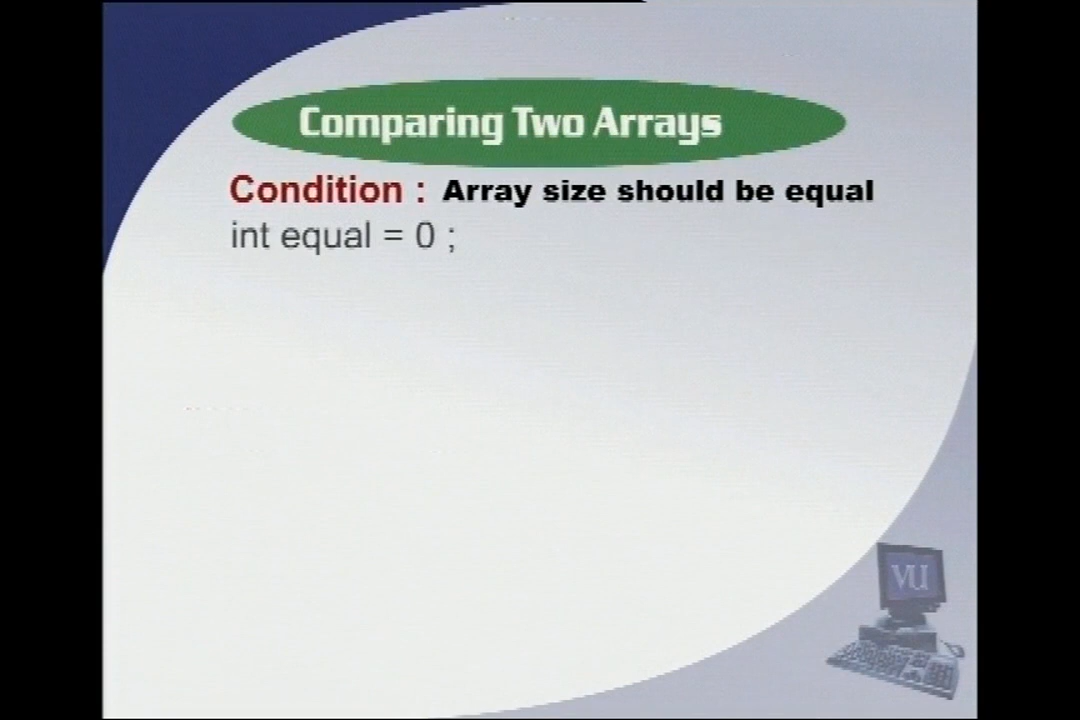 Comparing Two Arrays
Condition : Array size should be equal
int equal = 0 ;
VU